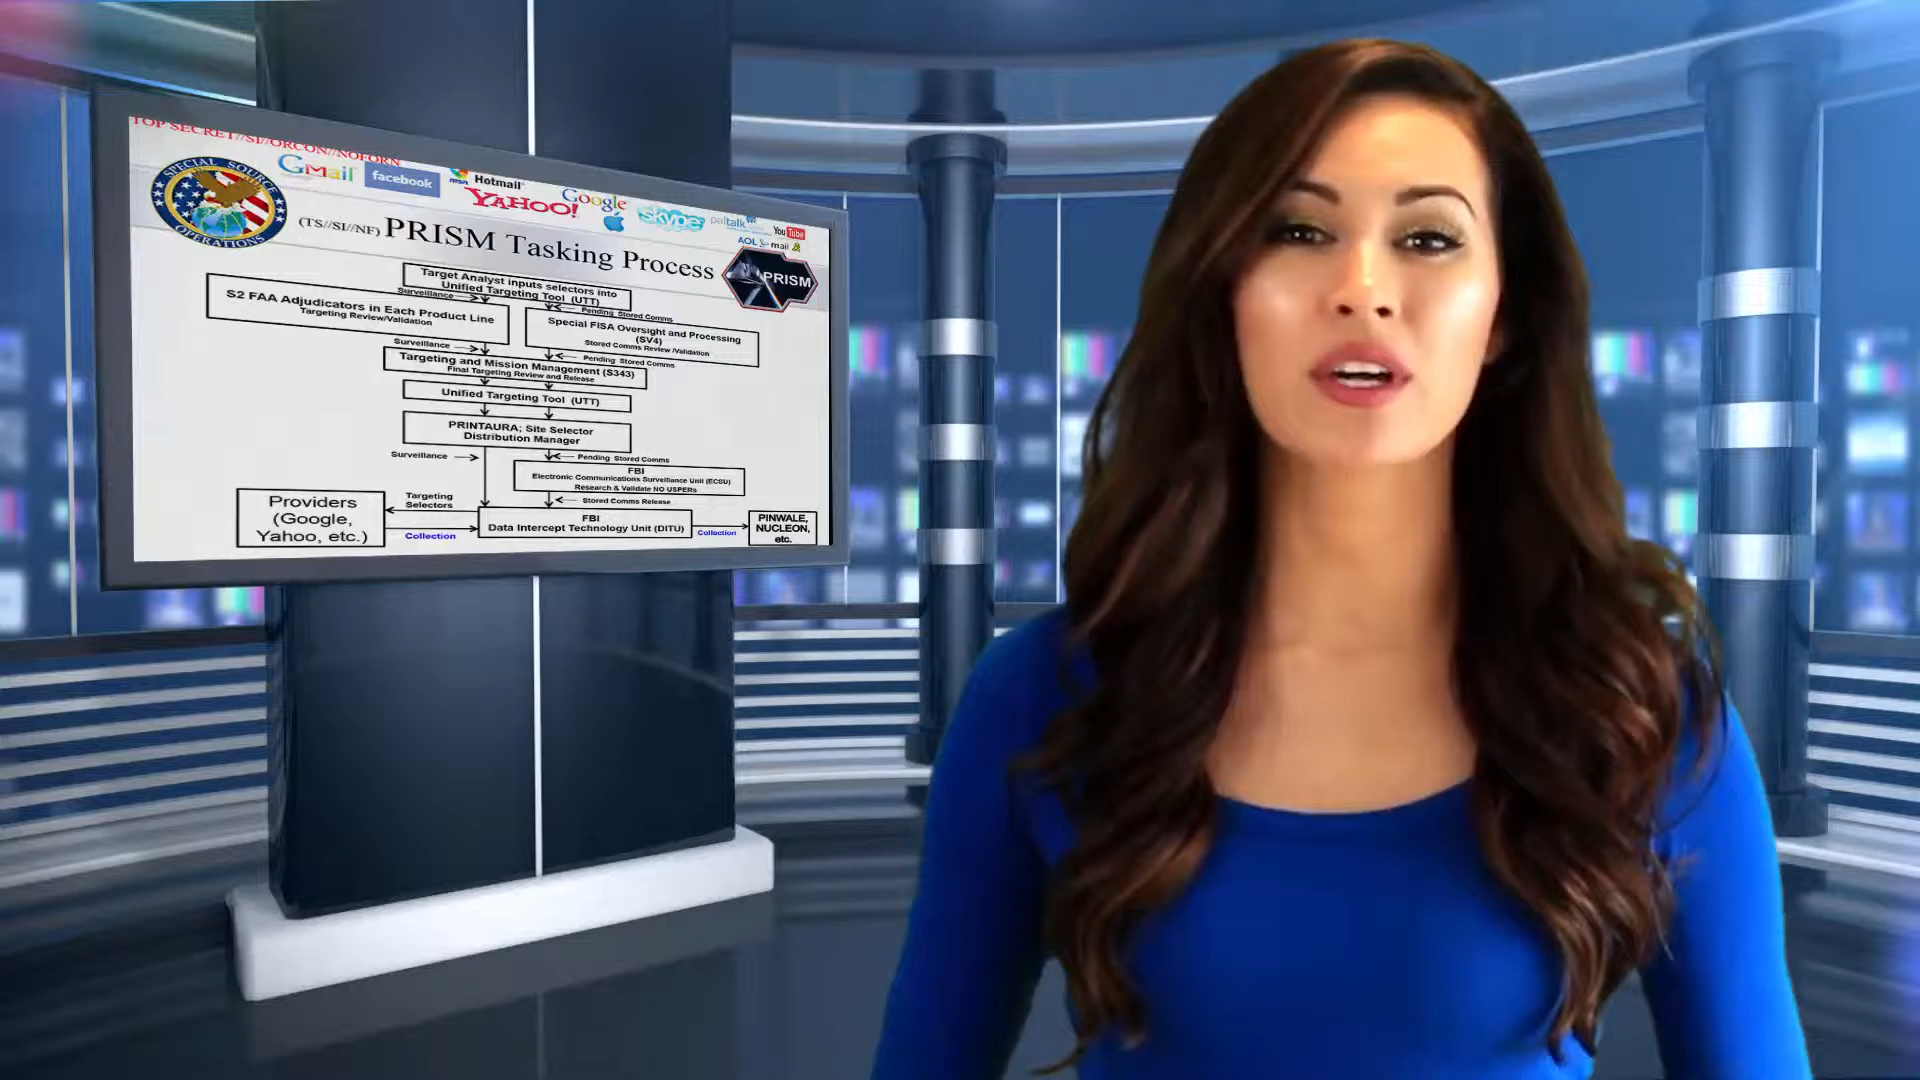 TOP SECRET//SI//ORCON//NOFORN
SPECIAL SOURCE
OPERATIONS
GMail
facebook
msn Hotmail
YAHOO!
Google
skype
paltalk
YouTube
AOL mail
(TS//SI//NF) PRISM Tasking Process
PRISM
Target Analyst inputs selectors into
Unified Targeting Tool (UTT)
Surveillance
Pending Stored Comms
S2 FAA Adjudicators in Each Product Line
Targeting Review/Validation
Special FISA Oversight and Processing
(SV4)
Stored Comms Review /Validation
Surveillance
Pending Stored Comms
Targeting and Mission Management (S343)
Final Targeting Review and Release
Unified Targeting Tool (UTT)
PRINTAURA; Site Selector
Distribution Manager
Surveillance
Pending Stored Comms
FBI
Electronic Communications Surveillance Unit (ECSU)
Research & Validate NO USPERs
Stored Comms Release
Providers
(Google,
Yahoo, etc.)
Targeting
Selectors
Collection
FBI
Data Intercept Technology Unit (DITU)
Collection
PINWALE,
NUCLEON,
etc.